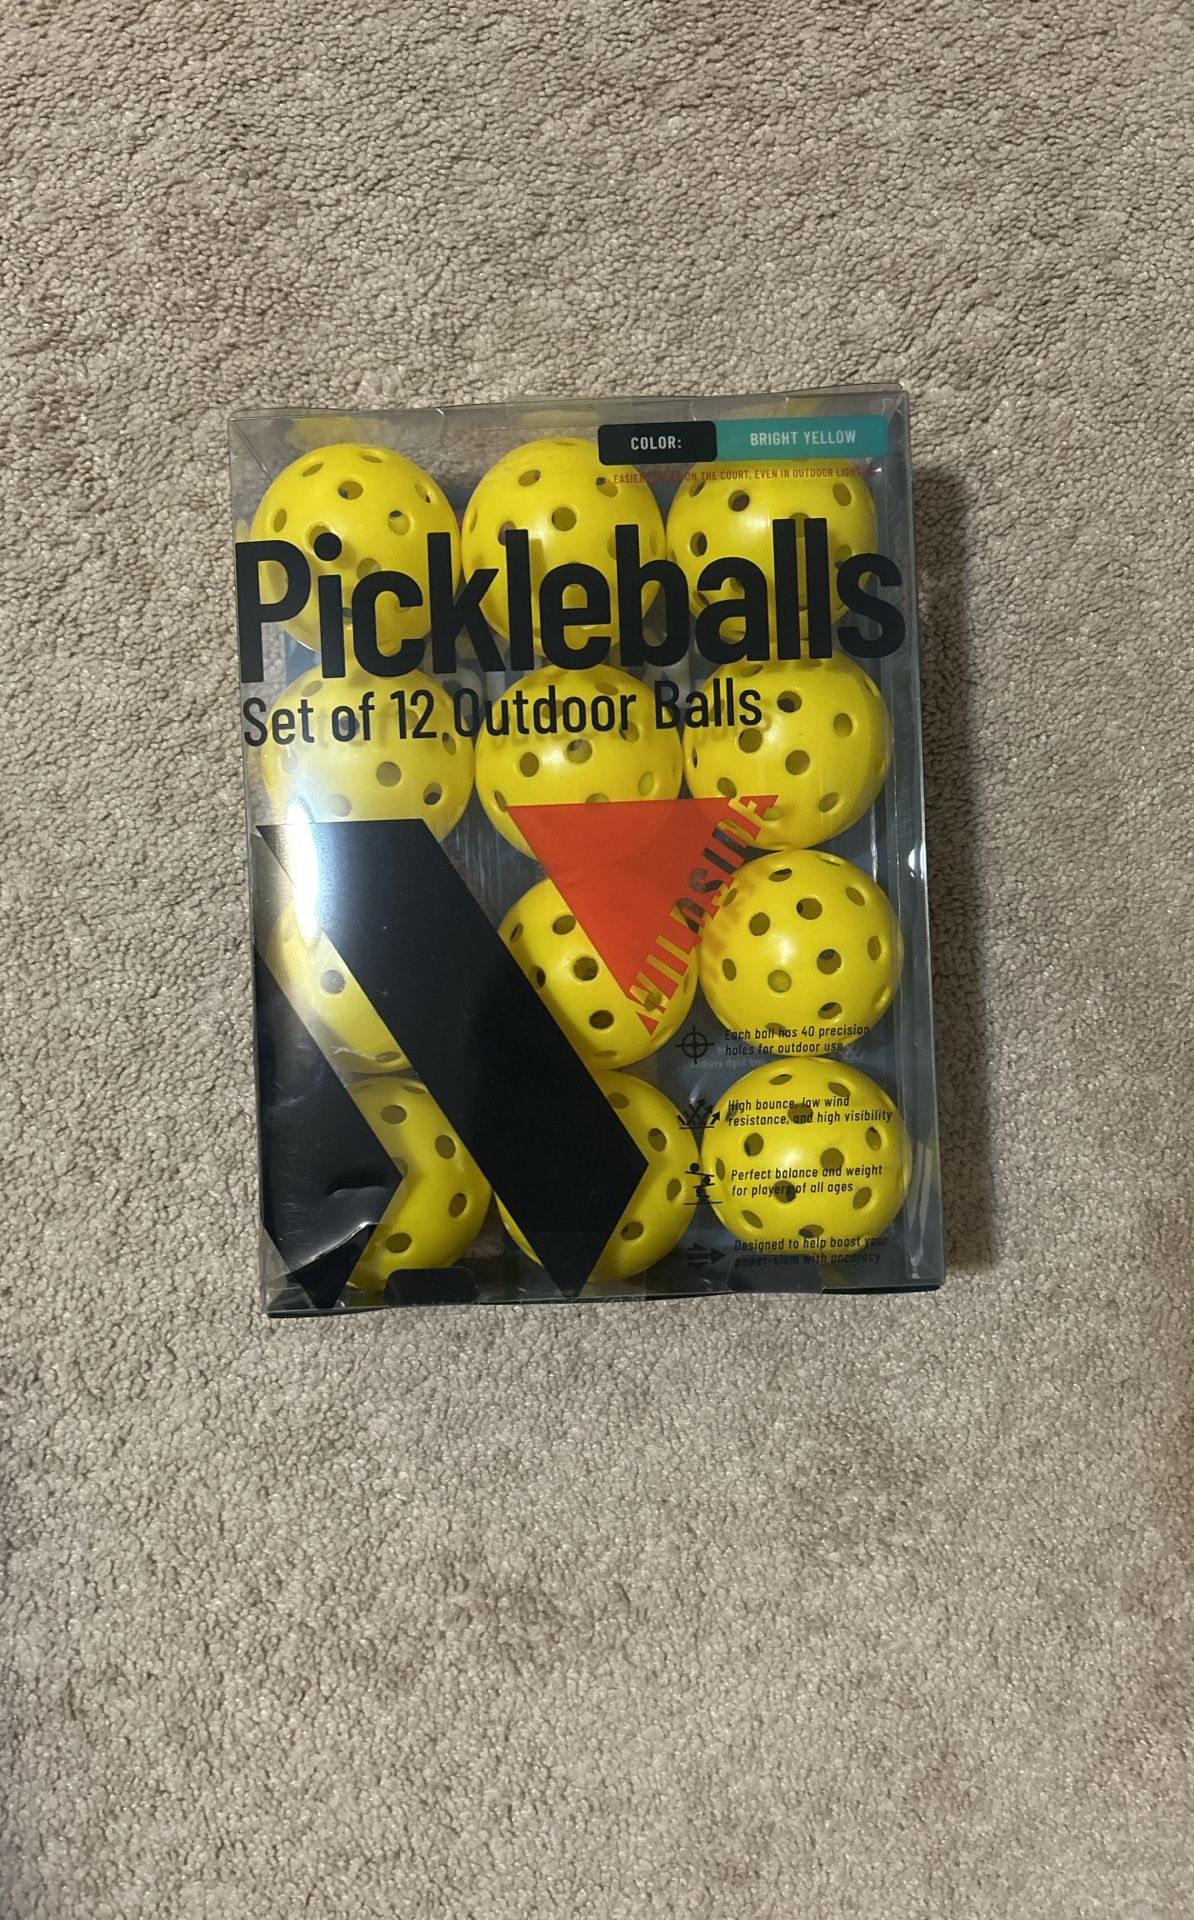 COLOR: BRIGHT YELLOW
EASIER ON THE COURT, EVEN IN OUTDOOR
Pickleballs
Set of 12 Outdoor Balls
WILDSIDE
Each ball has 40 precision
holes for outdoor use
High bounce, low wind
resistance, and high visibility
Perfect balance and weight
for players of all ages
Designed to help boost your
power-slam with accuracy